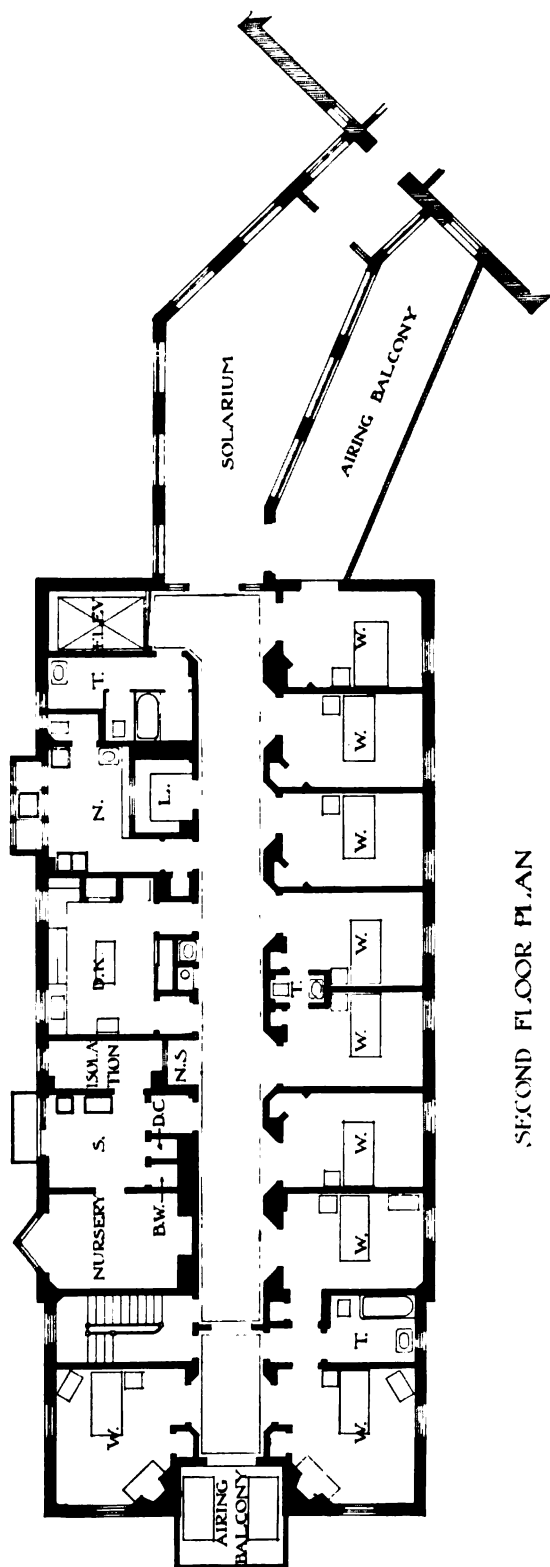 W.
NURSERY
S.
ISOLA
TION
D.K.
N.
T.
ELEV.
B.W.
D.C
N.S
L.
AIRING
BALCONY
SOLARIUM
AIRING BALCONY
W.
T.
W.
W.
W.
T.
W.
W.
W.
W.
SECOND FLOOR PLAN